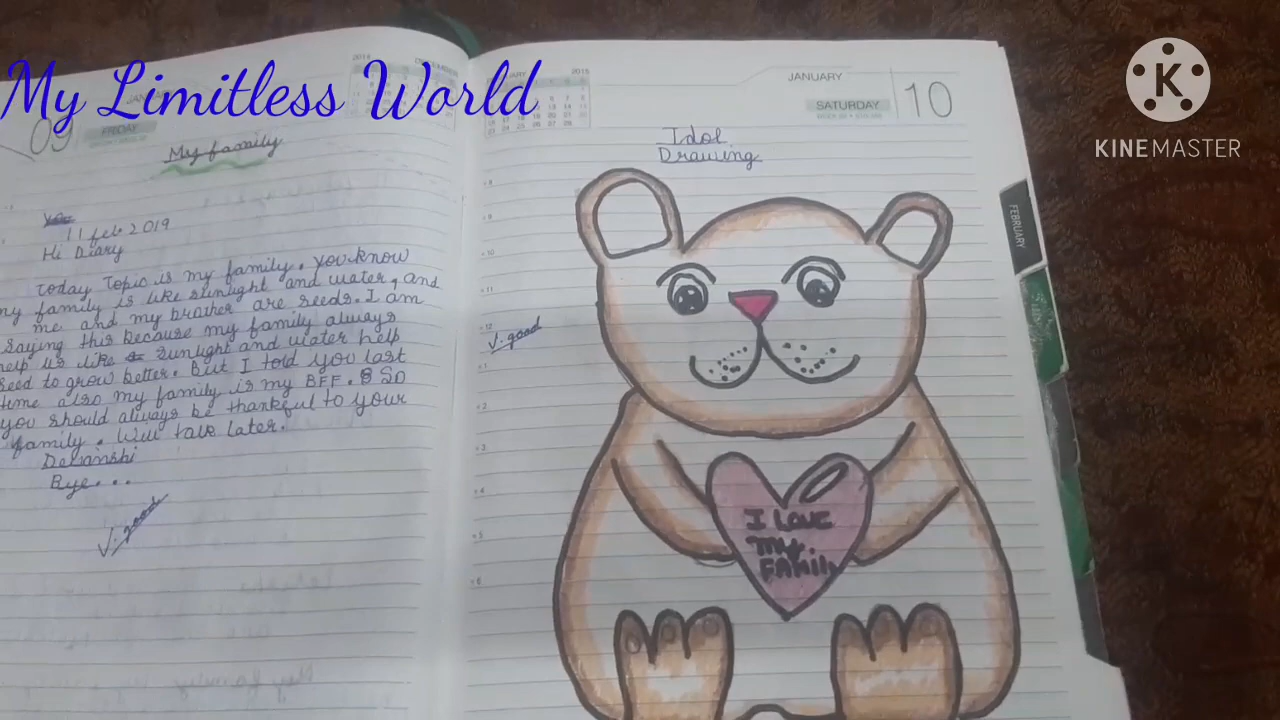 My Limitless World
KINEMASTER
09
FRIDAY
My family
11 feb 2019
Hi Diary
Today Topic is my family. you know
my family is like sunlight and water, and
me and my brother are seeds. I am
saying this because my family always
help us like sunlight and water help
seed to grow better. But I told you last
time also my family is my BFF. SO
you should always be thankful to your
family. Will talk later.
Devanshi
Bye...
V. good
2015
JANUARY
SATURDAY
10
Idol
Drawing
V. good
I LOVE
My.
FAMILY
FEBRUARY